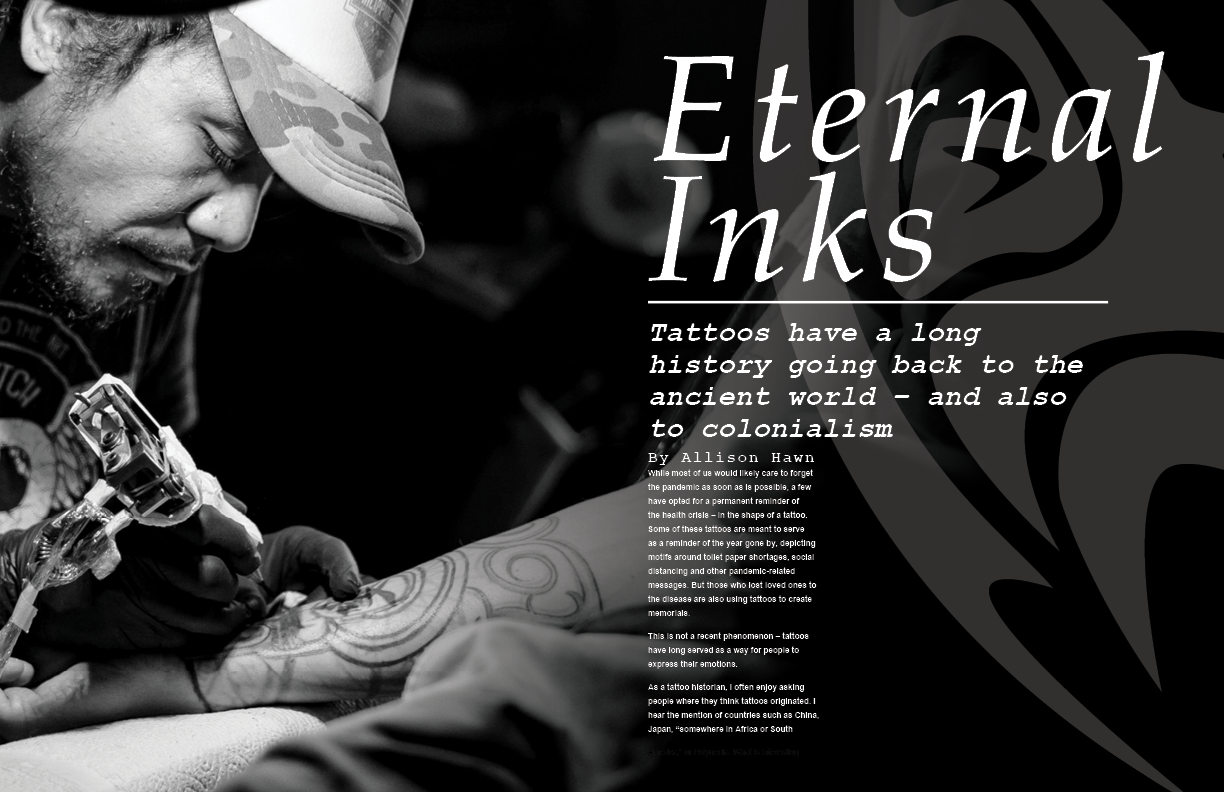 Eternal
Inks
Tattoos have a long
history going back to the
ancient world – and also
to colonialism
By Allison Hawn
While most of us would likely care to forget
the pandemic as soon as is possible, a few
have opted for a permanent reminder of
the health crisis – in the shape of a tattoo.
Some of these tattoos are meant to serve
as a reminder of the year gone by, depicting
motifs around toilet paper shortages, social
distancing and other pandemic-related
messages. But those who lost loved ones to
the disease are also using tattoos to create
memorials.
This is not a recent phenomenon – tattoos
have long served as a way for people to
express their emotions.
As a tattoo historian, I often enjoy asking
people where they think tattoos originated. I
hear the mention of countries such as China,
Japan, “somewhere in Africa or South